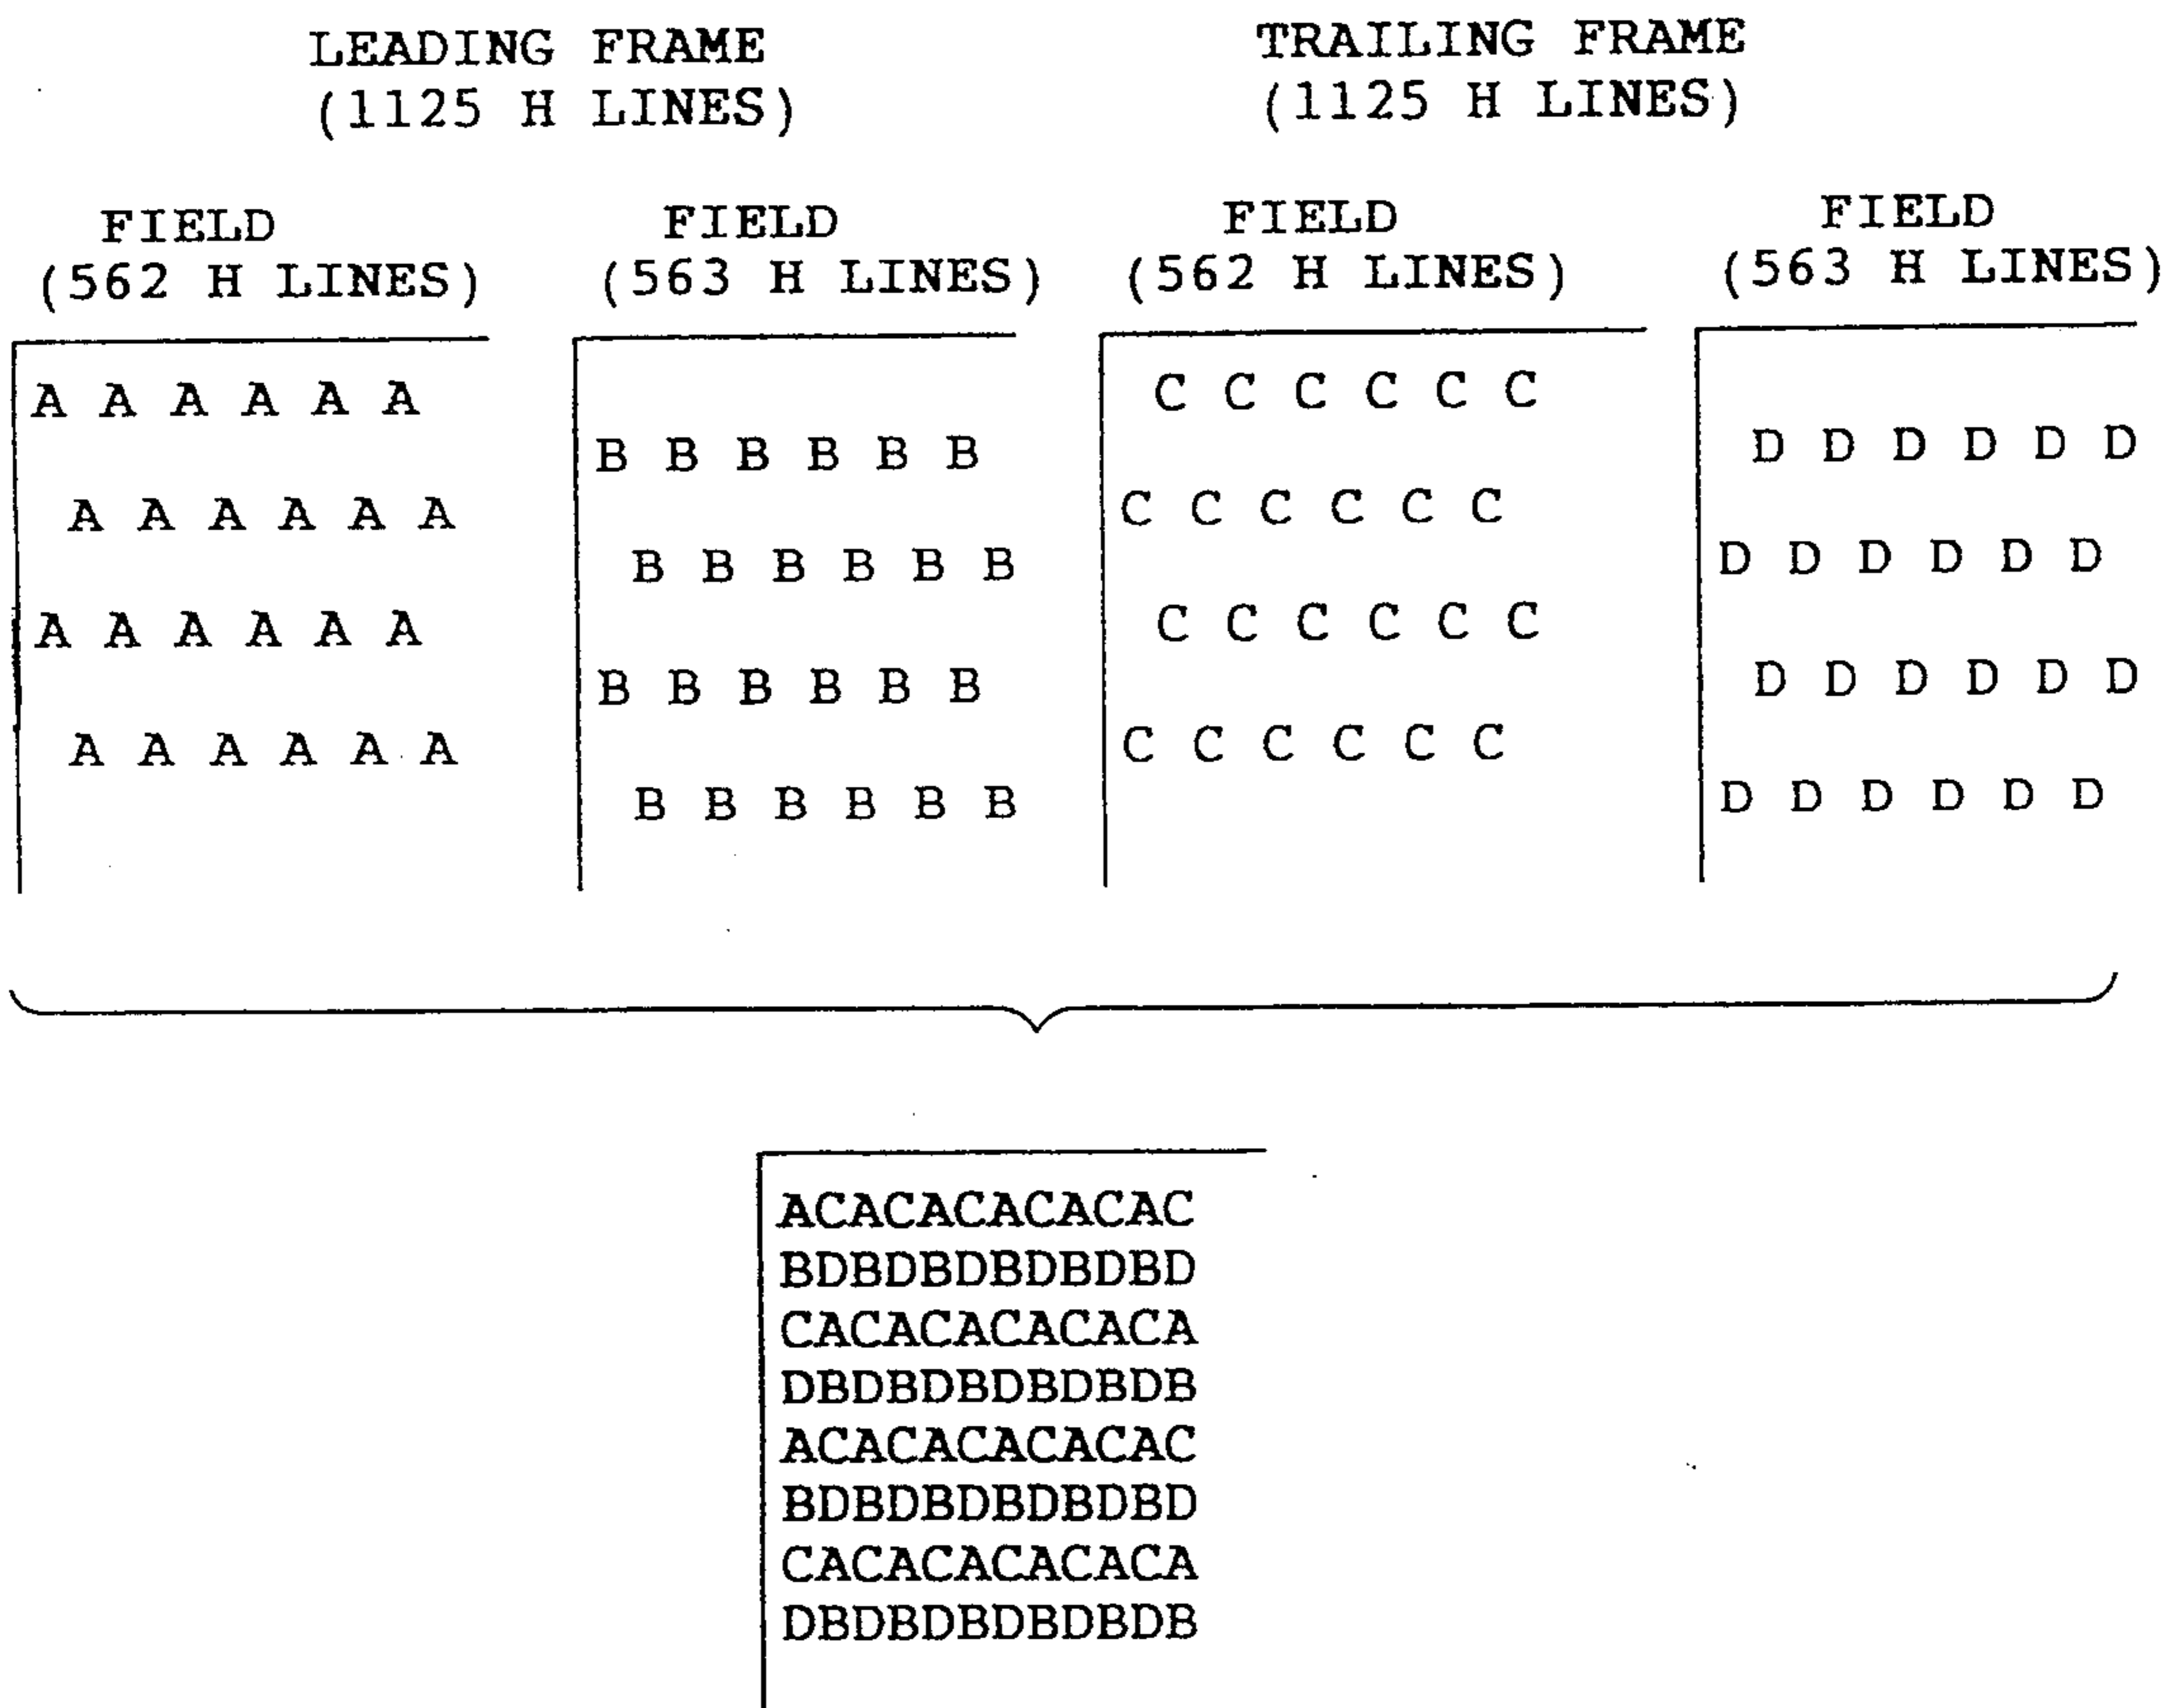 LEADING FRAME
(1125 H LINES)
TRAILING FRAME
(1125 H LINES)
FIELD
(562 H LINES)
FIELD
(563 H LINES)
FIELD
(562 H LINES)
FIELD
(563 H LINES)
A A A A A A
A A A A A A
A A A A A A
A A A A A A
B B B B B B
B B B B B B
B B B B B B
B B B B B B
C C C C C C
C C C C C C
C C C C C C
C C C C C C
D D D D D D
D D D D D D
D D D D D D
D D D D D D
ACACACACACAC
BDBDBDBDBDBD
CACACACACACA
DBDBDBDBDBDB
ACACACACACAC
BDBDBDBDBDBD
CACACACACACA
DBDBDBDBDBDB